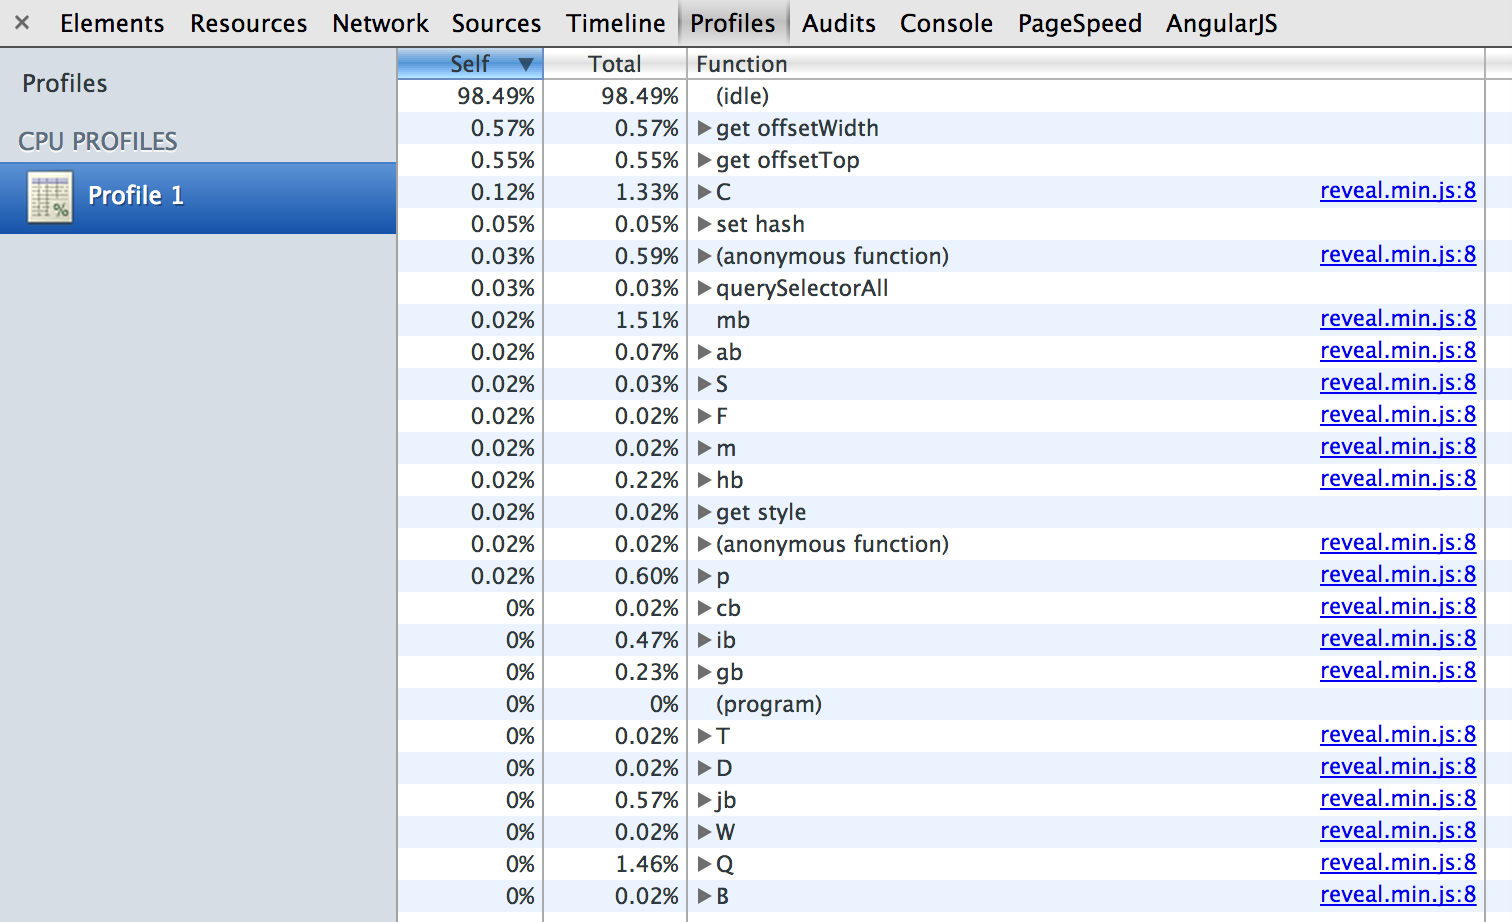 × Elements Resources Network Sources Timeline Profiles Audits Console PageSpeed AngularJS
Profiles
CPU PROFILES
Profile 1
%
Self ▼ Total Function
98.49% 98.49% (idle)
0.57% 0.57% ▶ get offsetWidth
0.55% 0.55% ▶ get offsetTop
0.12% 1.33% ▶ C reveal.min.js:8
0.05% 0.05% ▶ set hash
0.03% 0.59% ▶ (anonymous function) reveal.min.js:8
0.03% 0.03% ▶ querySelectorAll
0.02% 1.51% mb reveal.min.js:8
0.02% 0.07% ▶ ab reveal.min.js:8
0.02% 0.03% ▶ S reveal.min.js:8
0.02% 0.02% ▶ F reveal.min.js:8
0.02% 0.02% ▶ m reveal.min.js:8
0.02% 0.22% ▶ hb reveal.min.js:8
0.02% 0.02% ▶ get style
0.02% 0.02% ▶ (anonymous function) reveal.min.js:8
0.02% 0.60% ▶ p reveal.min.js:8
0% 0.02% ▶ cb reveal.min.js:8
0% 0.47% ▶ ib reveal.min.js:8
0% 0.23% ▶ gb reveal.min.js:8
0% 0% (program)
0% 0.02% ▶ T reveal.min.js:8
0% 0.02% ▶ D reveal.min.js:8
0% 0.57% ▶ jb reveal.min.js:8
0% 0.02% ▶ W reveal.min.js:8
0% 1.46% ▶ Q reveal.min.js:8
0% 0.02% ▶ B reveal.min.js:8